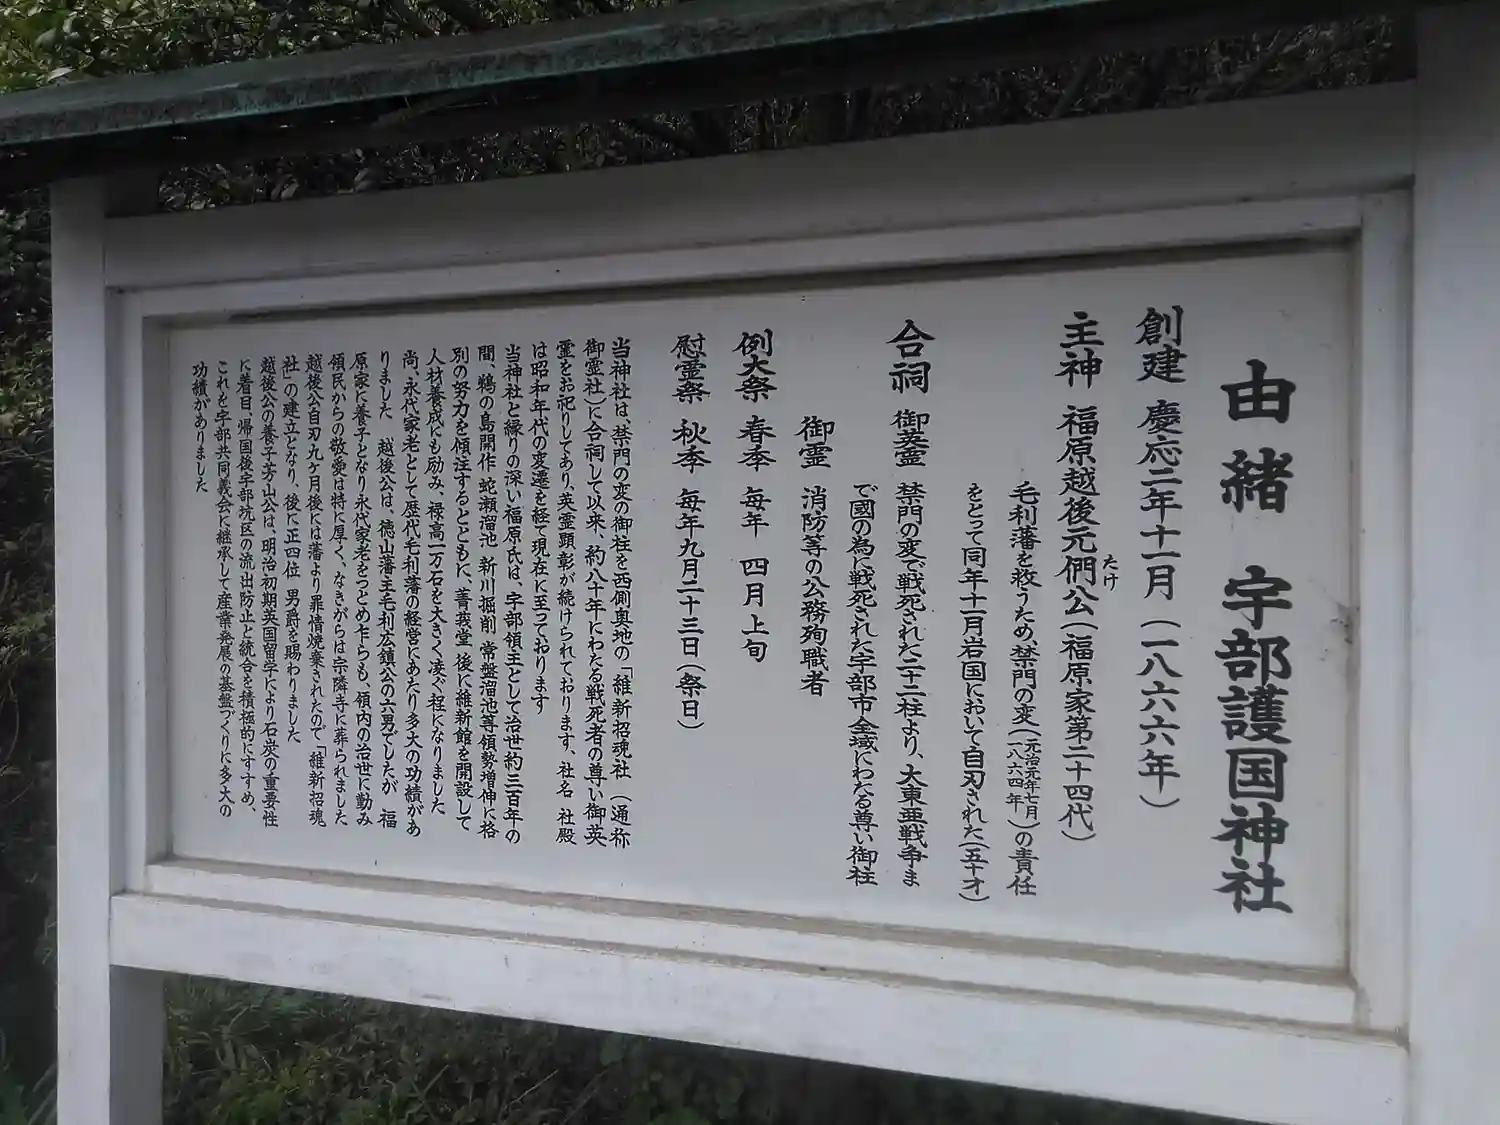 由緒 宇部護国神社
創建 慶応二年十一月(一八六六年)
主神 福原越後元僴公(福原家第二十四代)
たけ
毛利藩を救うため、禁門の変(元治元年七月一八六四年)の責任
をとって同年十一月岩国において自刃された(五十才)
合祠 御英霊 禁門の変で戦死された二十二柱より、大東亜戦争ま
で國の為に戦死された宇部市全域にわたる尊い御柱
御霊 消防等の公務殉職者
例大祭 春季 毎年 四月上旬
慰霊祭 秋季 毎年九月二十三日(祭日)
当神社は、禁門の変の御柱を西側奥地の「維新招魂社(通称
御霊社)に合祠して以来、約八十年にわたる戦死者の尊い御英
霊をお祀りしてあり、英霊顕彰が続けられております、社名 社殿
は昭和年代の変遷を経て現在に至っております
当神社と縁りの深い福原氏は、宇部領主として治世約三百年の
間、鵜の島開作 蛇瀬溜池 新川掘削 常盤溜池等領勢増伸に格
別の努力を傾注するとともに、菁莪堂 後に維新館を開設して
人材養成にも励み、禄高一万石を大きく凌ぐ程になりました
尚、永代家老として歴代毛利藩の経営にあたり多大の功績があ
りました 越後公は、徳山藩主毛利広鎮公の六男でしたが 福
原家に養子となり永代家老をつとめ乍らも、領内の治世に勤み
領民からの敬愛は特に厚く、なきがらは宗隣寺に葬られました
越後公自刃九ヶ月後には藩より罪情焼棄されたので「維新招魂
社」の建立となり、後に正四位 男爵を賜わりました
越後公の養子芳山公は、明治初期英国留学により石炭の重要性
に着目、帰国後宇部坑区の流出防止と統合を積極的にすすめ、
これを宇部共同義会に継承して産業発展の基盤づくりに多大の
功績がありました